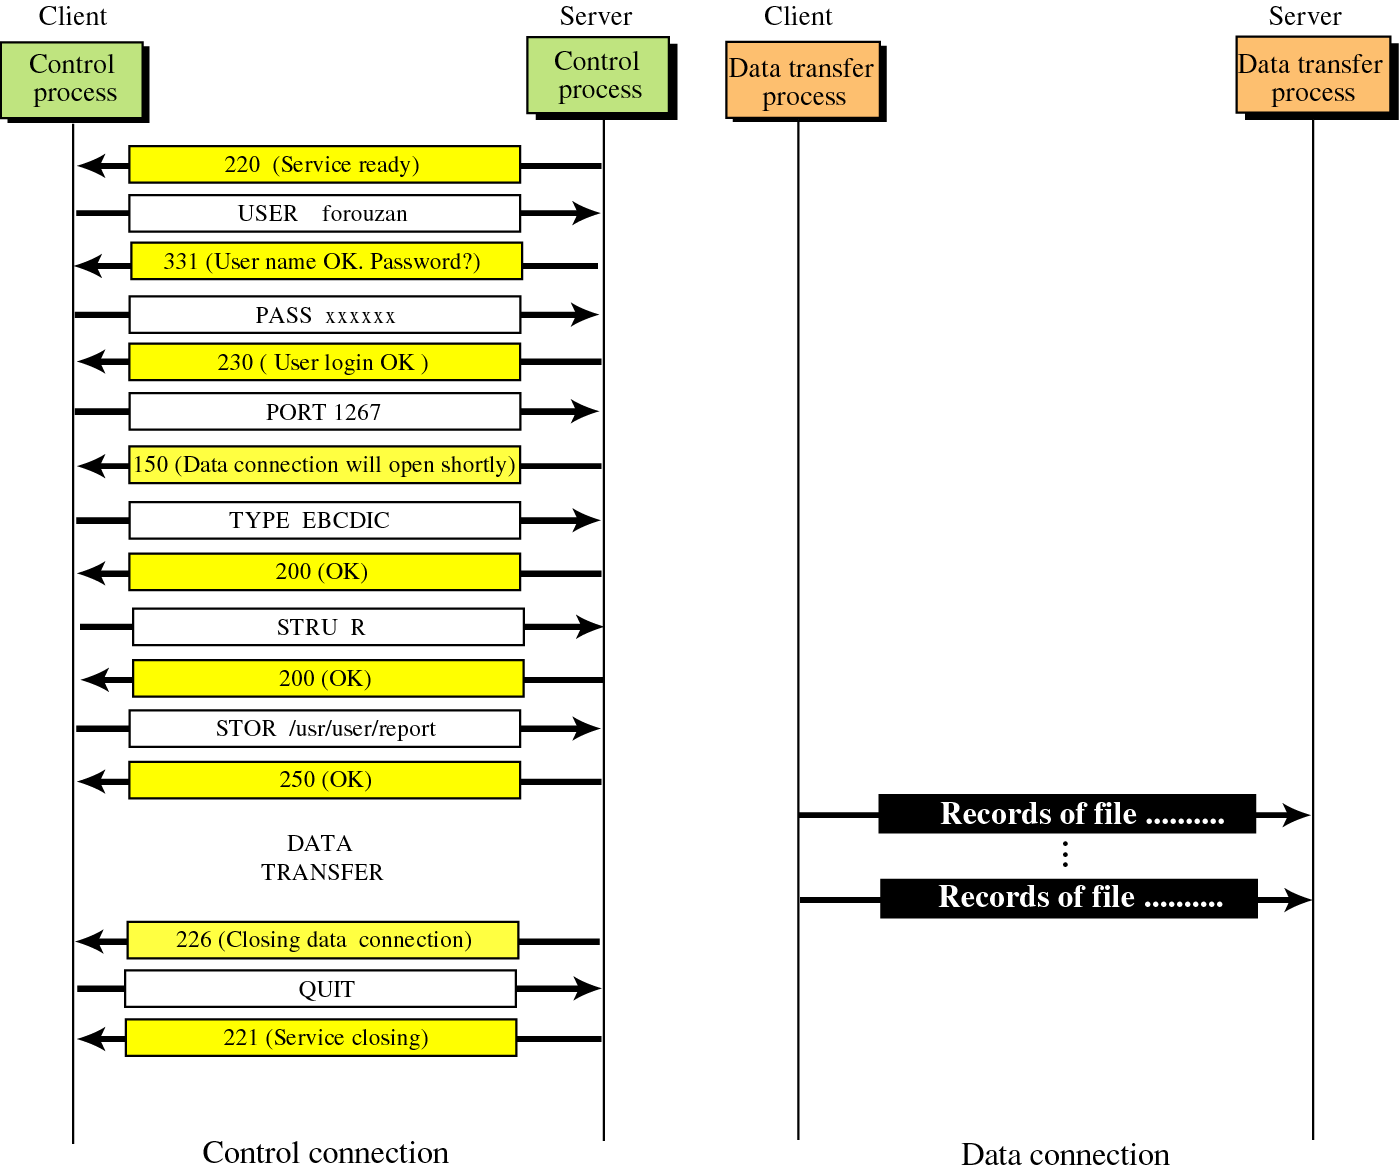 Client
Server
Client
Server
Control
process
Control
process
Data transfer
process
Data transfer
process
220 (Service ready)
USER forouzan
331 (User name OK. Password?)
PASS xxxxxx
230 ( User login OK )
PORT 1267
150 (Data connection will open shortly)
TYPE EBCDIC
200 (OK)
STRU R
200 (OK)
STOR /usr/user/report
250 (OK)
Records of file ..........
DATA
TRANSFER
Records of file ..........
226 (Closing data connection)
QUIT
221 (Service closing)
Control connection
Data connection